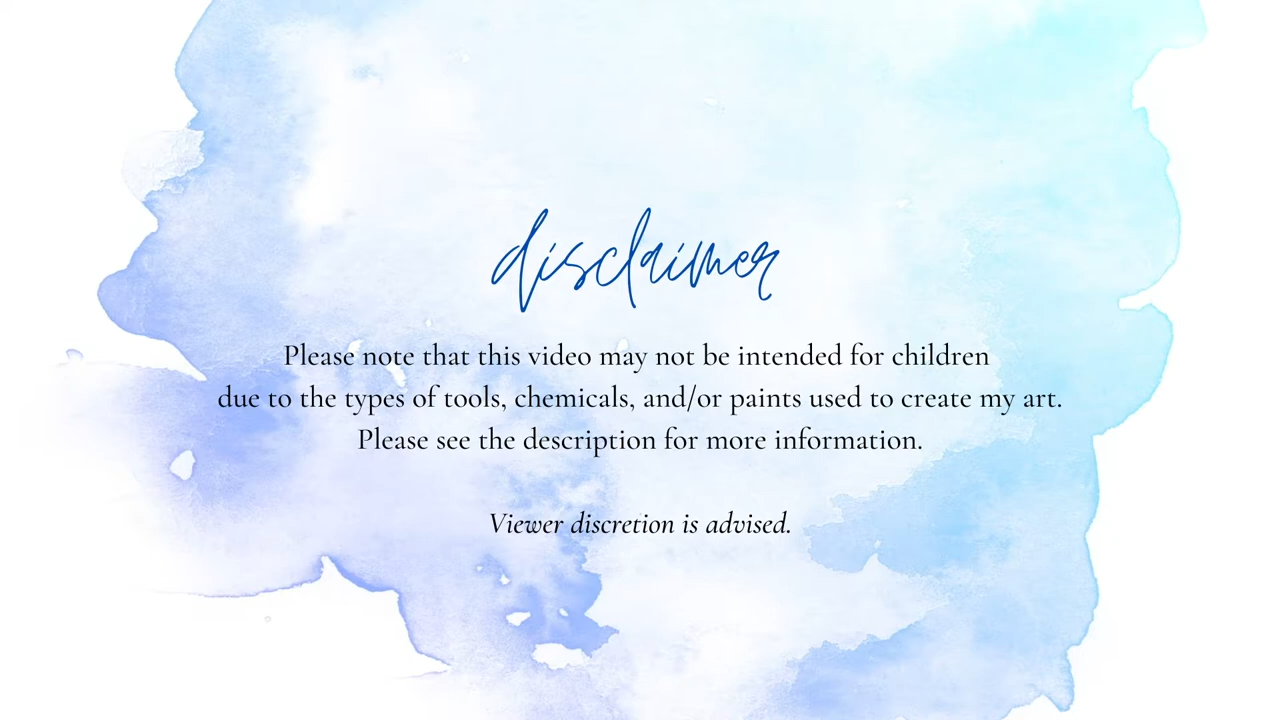 disclaimer
Please note that this video may not be intended for children
due to the types of tools, chemicals, and/or paints used to create my art.
Please see the description for more information.
Viewer discretion is advised.